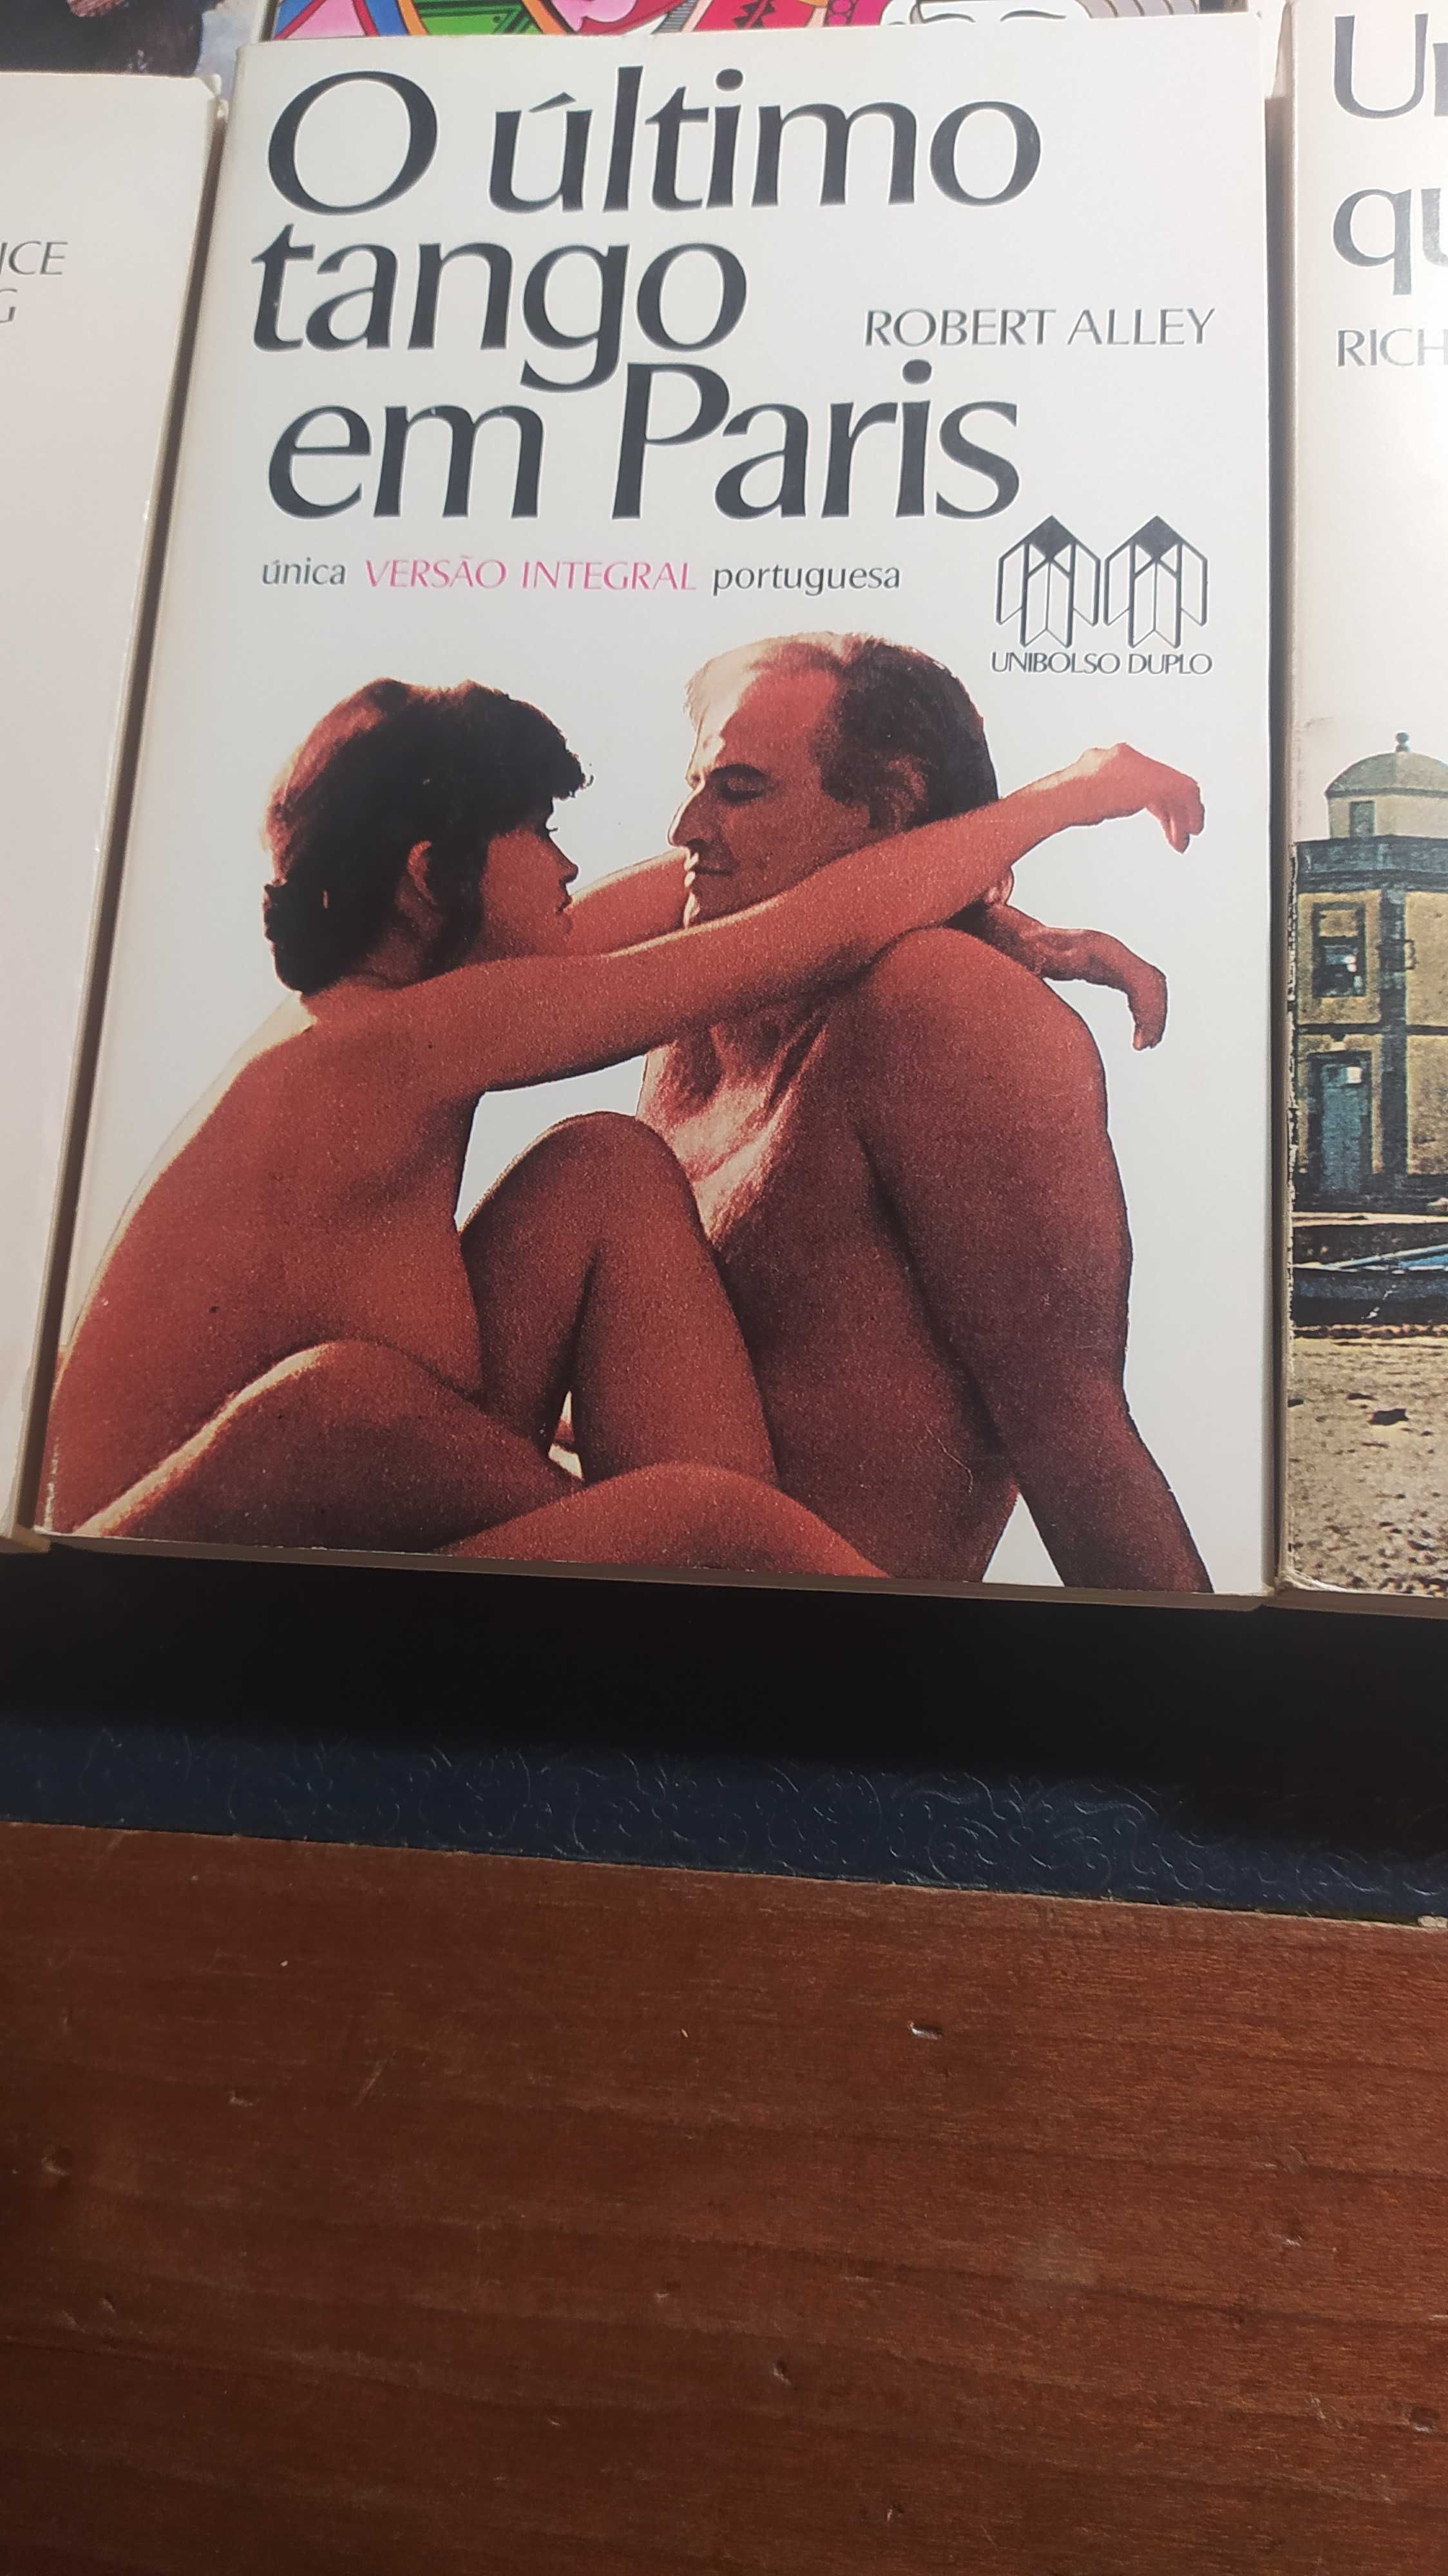 O último
tango
ROBERT ALLEY
em Paris
única VERSÃO INTEGRAL portuguesa
UNIBOLSO DUPLO